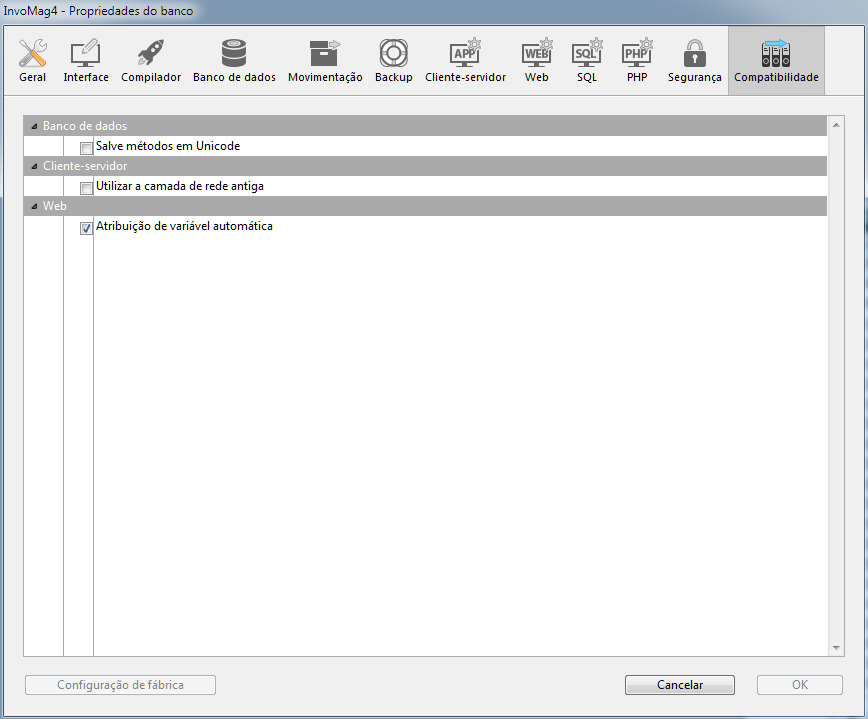 InvoMag4 - Propriedades do banco
Geral Interface Compilador Banco de dados Movimentação Backup APP Cliente-servidor WEB Web SQL SQL PHP PHP Segurança Compatibilidade
Banco de dados
Salve métodos em Unicode
Cliente-servidor
Utilizar a camada de rede antiga
Web
Atribuição de variável automática
Configuração de fábrica Cancelar OK